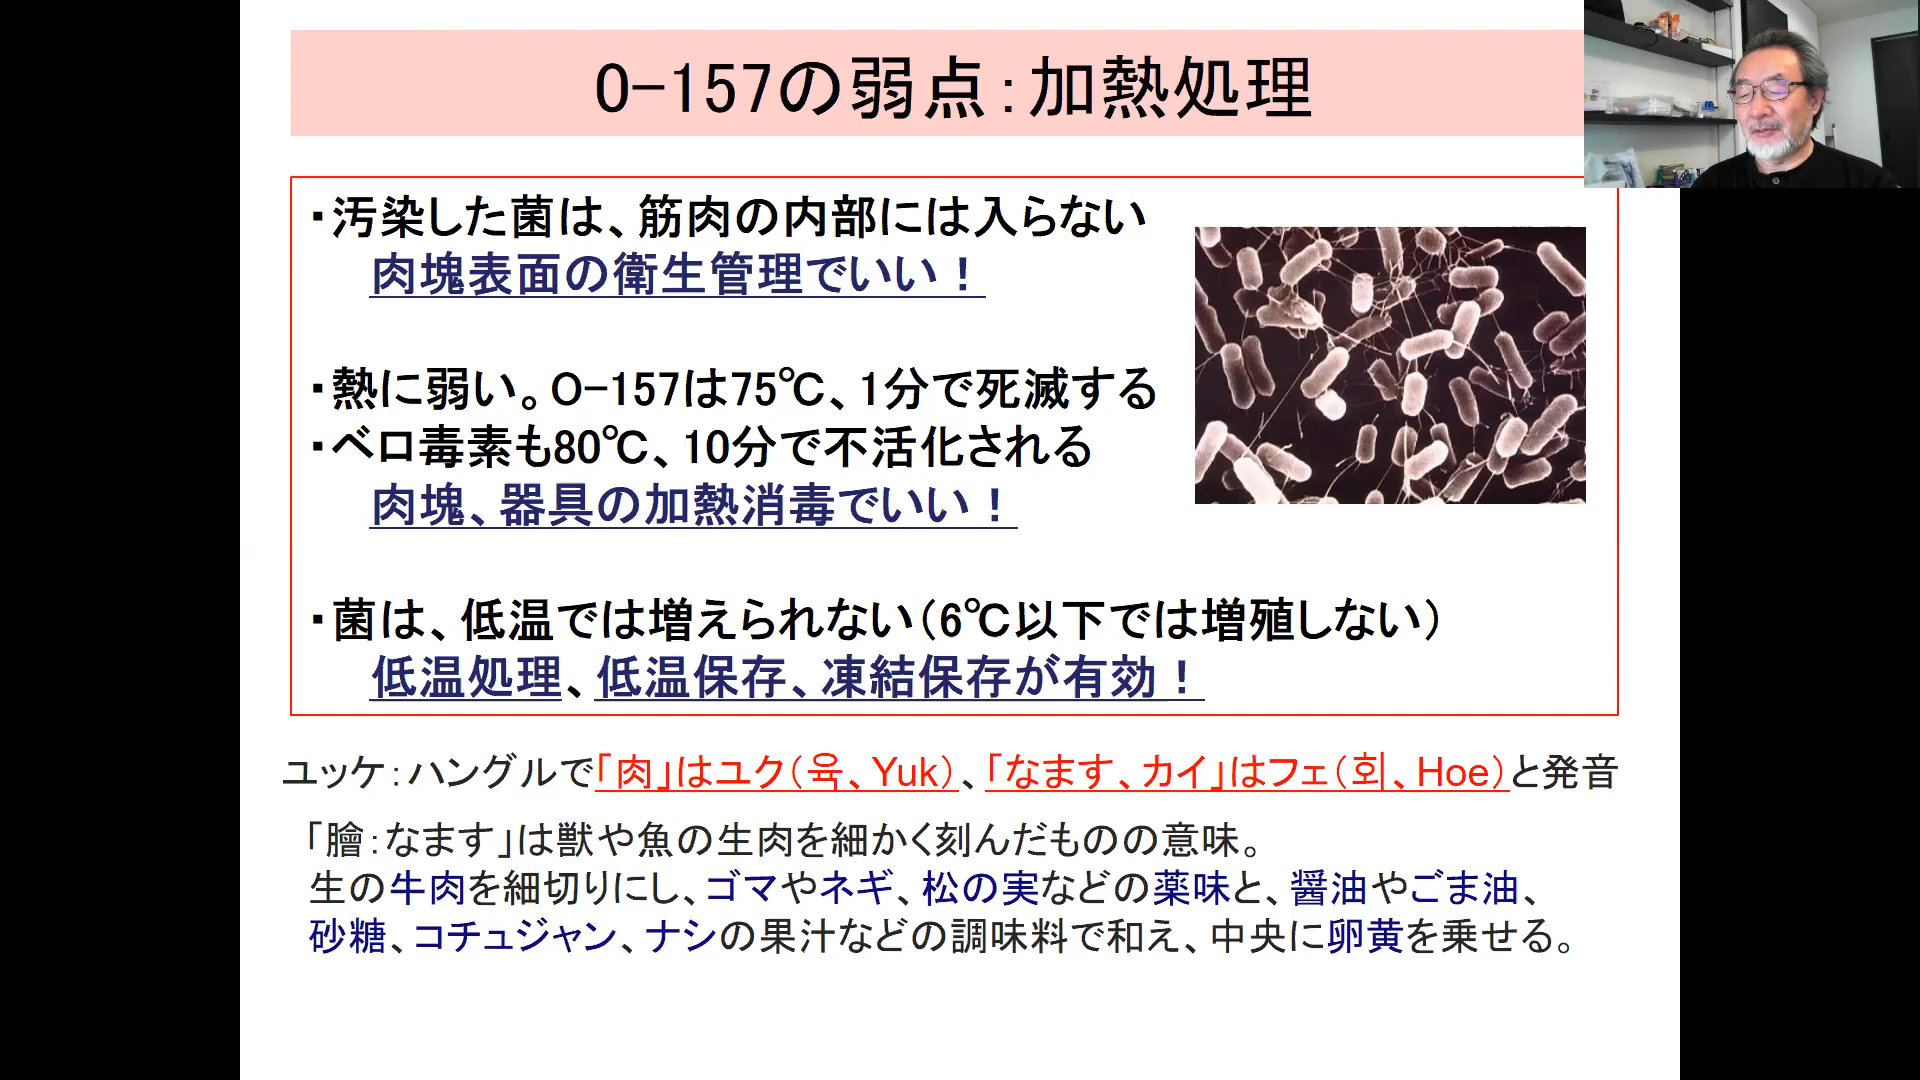 O-157の弱点：加熱処理
・汚染した菌は、筋肉の内部には入らない
肉塊表面の衛生管理でいい！
・熱に弱い。O-157は75℃、1分で死滅する
・ベロ毒素も80℃、10分で不活化される
肉塊、器具の加熱消毒でいい！
・菌は、低温では増えられない（6℃以下では増殖しない）
低温処理、低温保存、凍結保存が有効！
ユッケ：ハングルで「肉」はユク（육、Yuk）、「なます、カイ」はフェ（회、Hoe）と発音
「膾：なます」は獣や魚の生肉を細かく刻んだものの意味。
生の牛肉を細切りにし、ゴマやネギ、松の実などの薬味と、醤油やごま油、
砂糖、コチュジャン、ナシの果汁などの調味料で和え、中央に卵黄を乗せる。